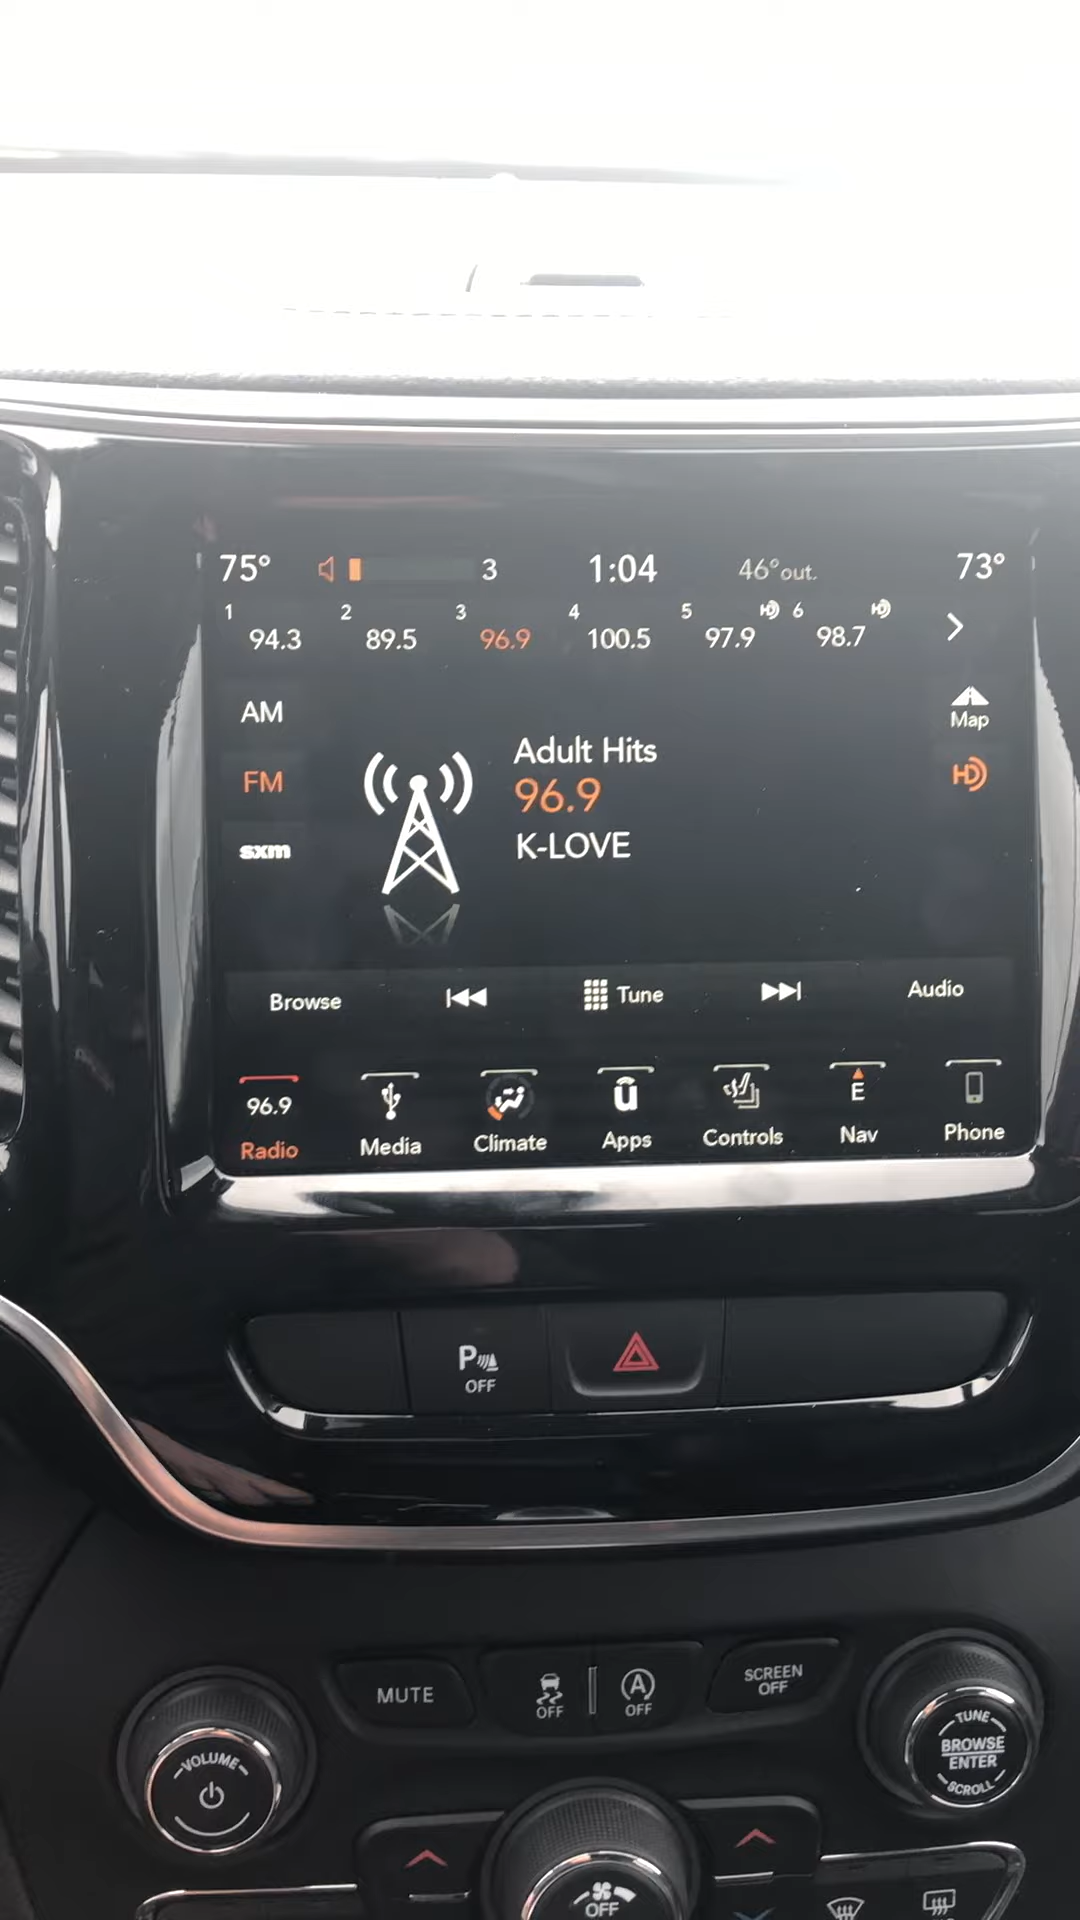 75° 3 1:04 46°out. 73°
1 2 3 4 5 HD 6 HD
94.3 89.5 96.9 100.5 97.9 98.7
AM
Map
FM
HD
sxm
Adult Hits
96.9
K-LOVE
Browse Tune Audio
96.9 u E
Radio Media Climate Apps Controls Nav Phone
P
OFF
MUTE
OFF
A
OFF
SCREEN
OFF
VOLUME
TUNE
BROWSE
ENTER
SCROLL
OFF